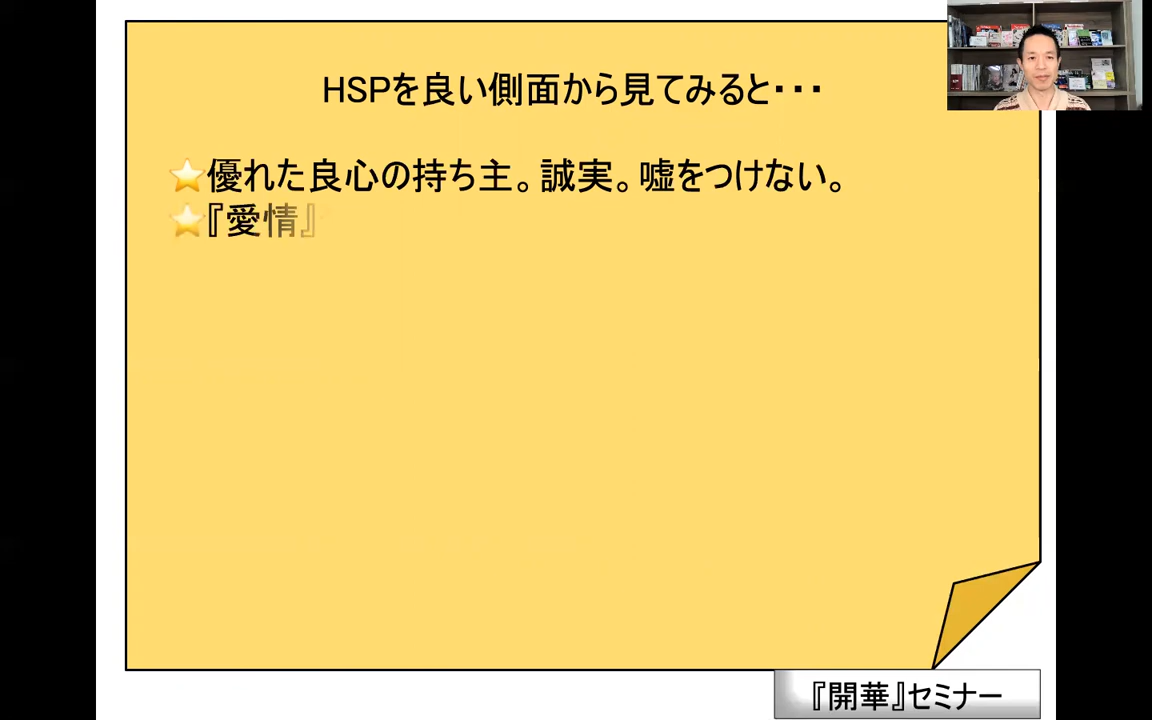 HSPを良い側面から見てみると・・・
⭐優れた良心の持ち主。誠実。嘘をつけない。
⭐『愛情』
『開華』セミナー